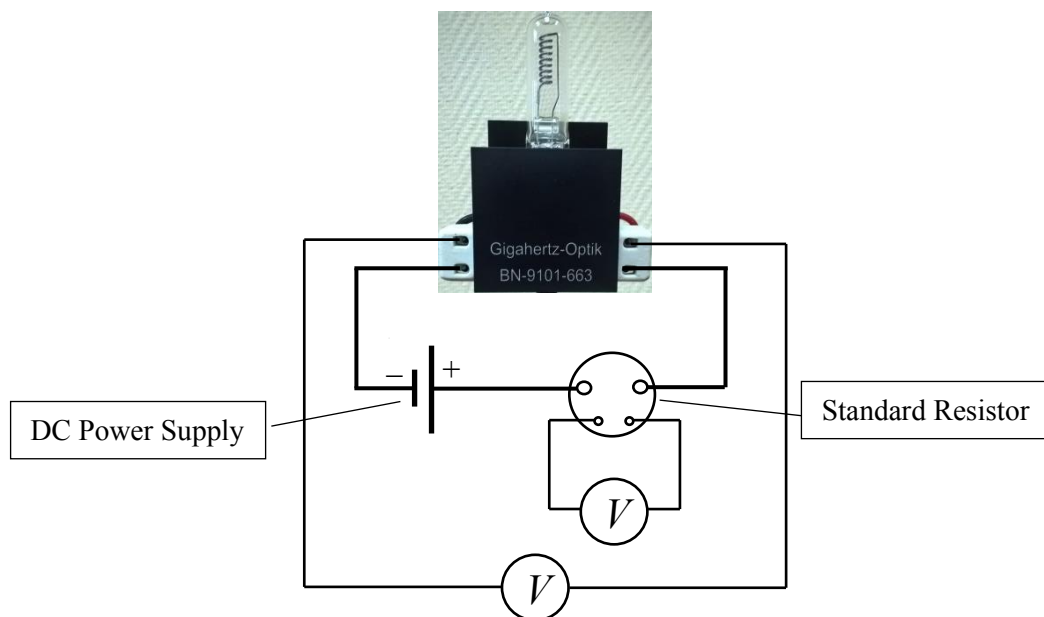 Gigahertz-Optik
BN-9101-663
− +
DC Power Supply
Standard Resistor
V
V